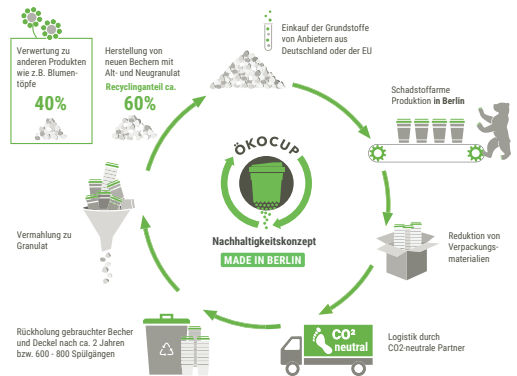 Verwertung zu
anderen Produkten
wie z.B. Blumen-
töpfe
40%
Herstellung von
neuen Bechern mit
Alt- und Neugranulat
Recyclinganteil ca.
60%
Einkauf der Grundstoffe
von Anbietern aus
Deutschland oder der EU
Schadstoffarme
Produktion in Berlin
ÖKOCUP
Nachhaltigkeitskonzept
MADE IN BERLIN
Vermahlung zu
Granulat
Reduktion von
Verpackungs-
materialien
Rückholung gebrauchter Becher
und Deckel nach ca. 2 Jahren
bzw. 600 - 800 Spülgängen
CO²
neutral
Logistik durch
CO2-neutrale Partner